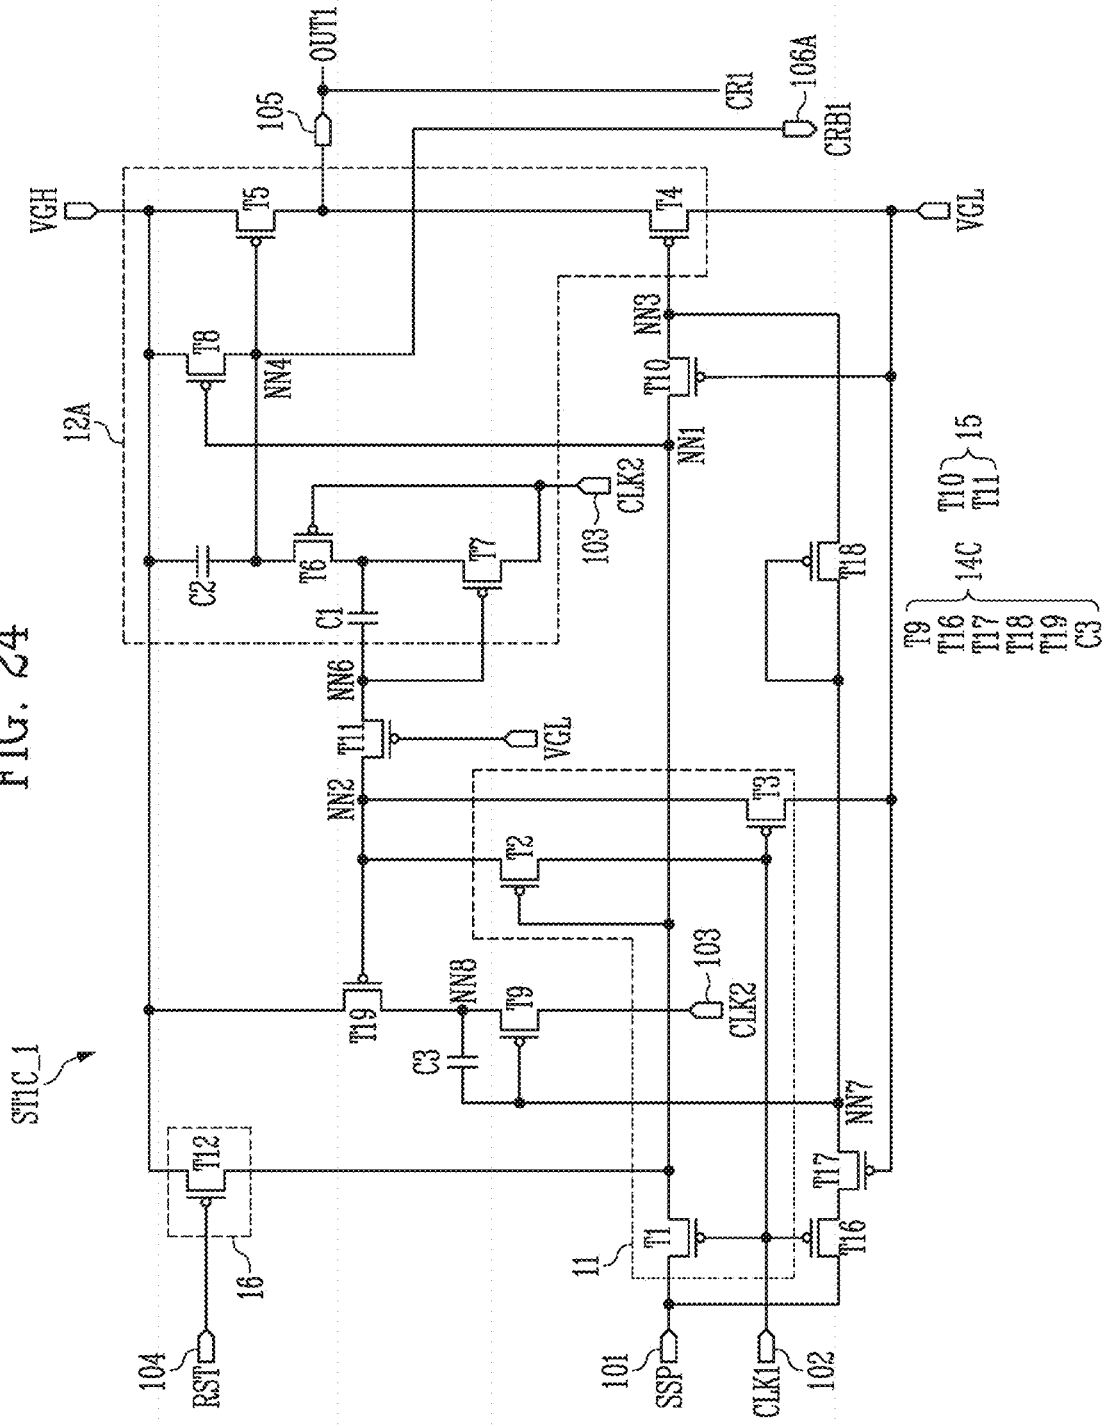 FIG. 24
ST1C_1
VGH
105
OUT1
12A
C2
T8
T5
NN4
T6
C1
T7
103
CLK2
CR1
106A
CRB1
NN6
T11
NN2
VGL
NN1
T10
NN3
T4
VGL
T19
NN8
C3
T9
103
CLK2
T2
T3
T18
T12
16
104
RST
11
T1
101
SSP
CLK1
102
T16
T17
NN7
T9
T16
T17
T18
T19
C3
14C
T10
T11
15